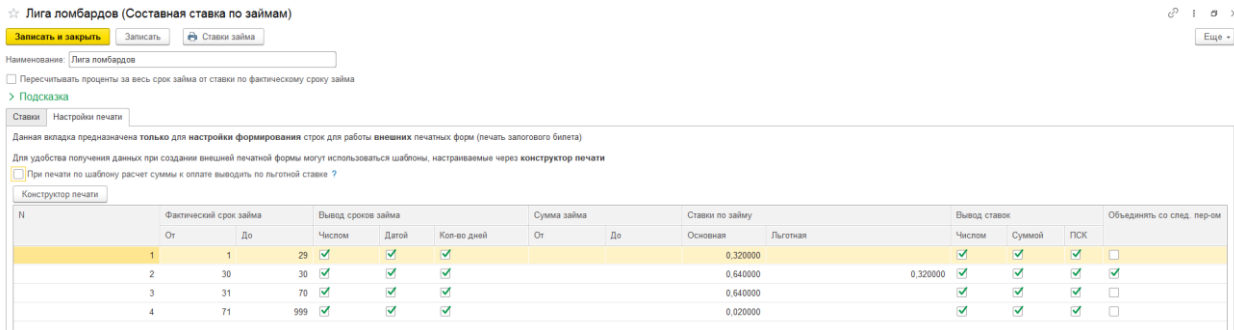 Лига ломбардов (Составная ставка по займам)
Записать и закрыть Записать Ставки займа Еще
Наименование: Лига ломбардов
Пересчитывать проценты за весь срок займа от ставки по фактическому сроку займа
> Подсказка
Ставки Настройки печати
Данная вкладка предназначена только для настройки формирования строк для работы внешних печатных форм (печать залогового билета)
Для удобства получения данных при создании внешней печатной формы могут использоваться шаблоны, настраиваемые через конструктор печати
При печати по шаблону расчет суммы к оплате выводить по льготной ставке ?
Конструктор печати
N Фактический срок займа Вывод сроков займа Сумма займа Ставки по займу Вывод ставок Объединять со след. пер-ом
От До Числом Датой Кол-во дней От До Основная Льготная Числом Суммой ПСК
1 1 29 0,320000
2 30 30 0,640000 0,320000
3 31 70 0,640000
4 71 999 0,020000